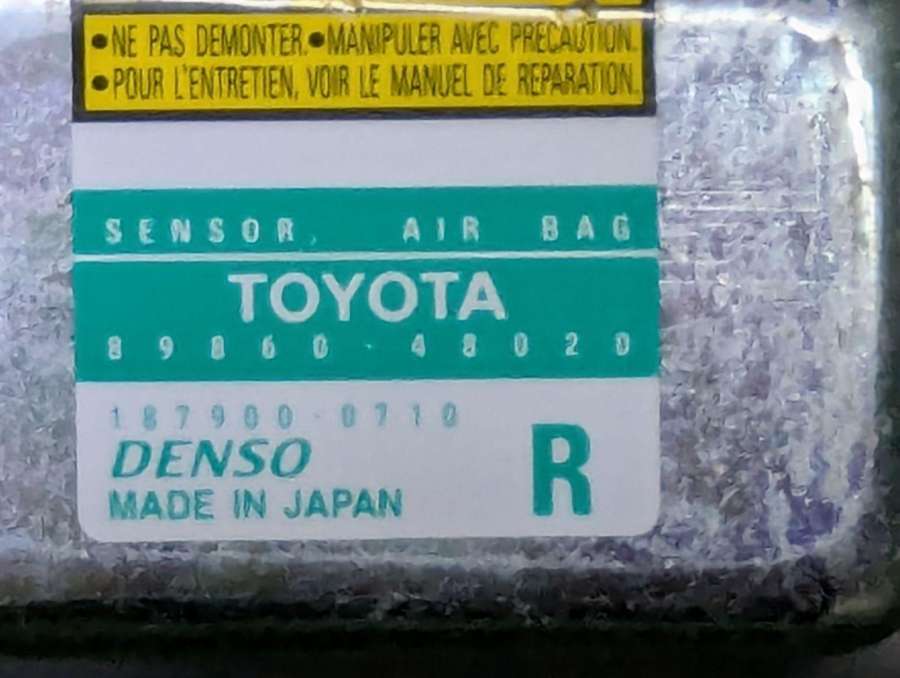 •NE PAS DEMONTER.•MANIPULER AVEC PRECAUTION.
•POUR L'ENTRETIEN, VOIR LE MANUEL DE REPARATION.
SENSOR, AIR BAG
TOYOTA
89860-48020
187900-0710
DENSO
MADE IN JAPAN
R